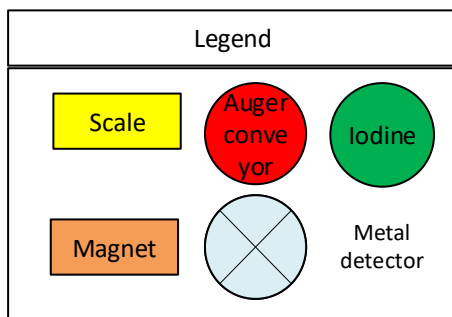 Legend
Scale
Auger
conve
yor
Iodine
Magnet
Metal
detector